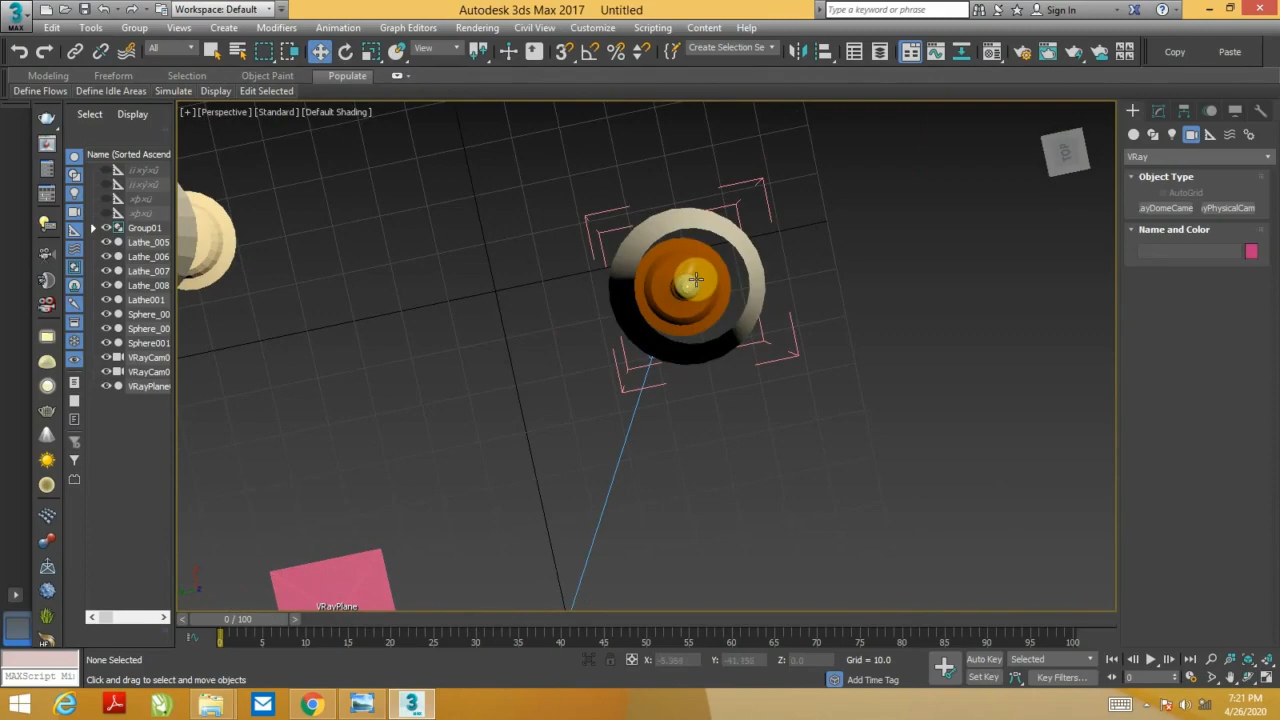 Workspace: Default
Autodesk 3ds Max 2017 Untitled
Type a keyword or phrase
Sign In
MAX
Edit Tools Group Views Create Modifiers Animation Graph Editors Rendering Civil View Customize Scripting Content Help
All
View
Create Selection Se
Copy
Paste
Modeling Freeform Selection Object Paint Populate
Define Flows Define Idle Areas Simulate Display Edit Selected
Select Display
[+] [Perspective] [Standard] [Default Shading]
Name (Sorted Ascend
Group01
Lathe_005
Lathe_006
Lathe_007
Lathe_008
Lathe001
Sphere_00
Sphere_00
Sphere001
VRayCam0
VRayCam0
VRayPlane
TOP
VRay
Object Type
AutoGrid
.ayDomeCame
ıyPhysicalCam
Name and Color
VRayPlane
0 / 100
0 5 10 15 20 25 30 35 40 45 50 55 60 65 70 75 80 85 90 95 100
None Selected
X: -5.359
Y: -41.156
Z: 0.0
Grid = 10.0
Auto Key
Selected
MAXScript Mi
Click and drag to select and move objects
Add Time Tag
Set Key
Key Filters...
0
7:21 PM
4/26/2020